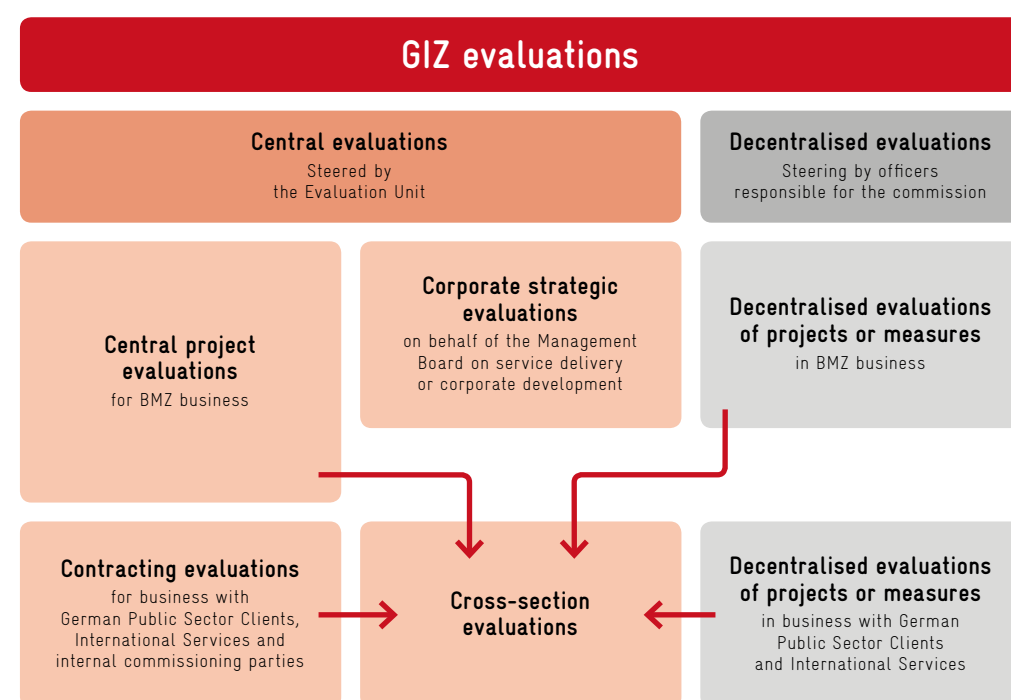 GIZ evaluations
Central evaluations
Steered by
the Evaluation Unit
Decentralised evaluations
Steering by officers
responsible for the commission
Central project
evaluations
for BMZ business
Corporate strategic
evaluations
on behalf of the Management
Board on service delivery
or corporate development
Decentralised evaluations
of projects or measures
in BMZ business
Contracting evaluations
for business with
German Public Sector Clients,
International Services and
internal commissioning parties
Cross-section
evaluations
Decentralised evaluations
of projects or measures
in business with German
Public Sector Clients
and International Services